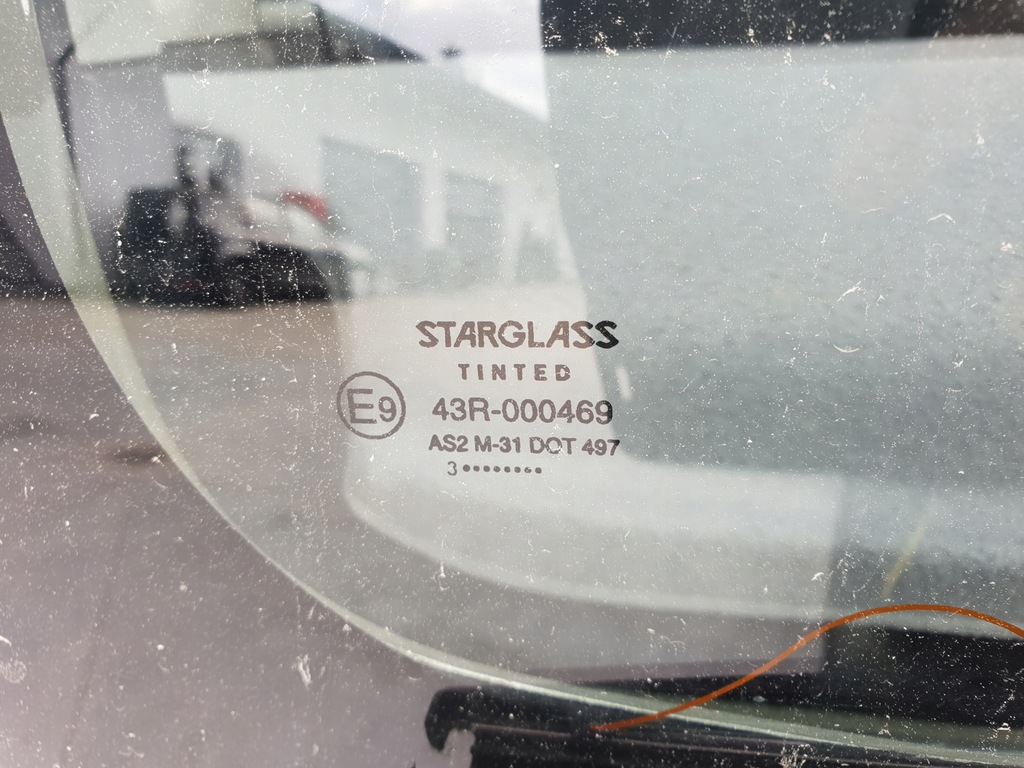 STARGLASS
TINTED
E9 43R-000469
AS2 M-31 DOT 497
3 ••••••••